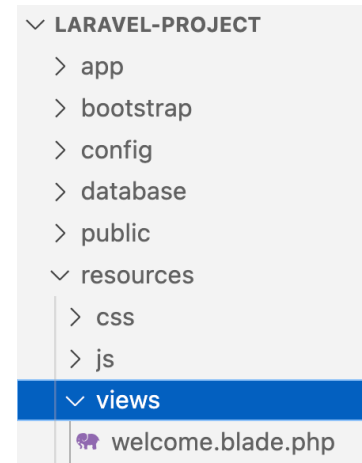 LARAVEL-PROJECT
app
bootstrap
config
database
public
resources
css
js
views
welcome.blade.php